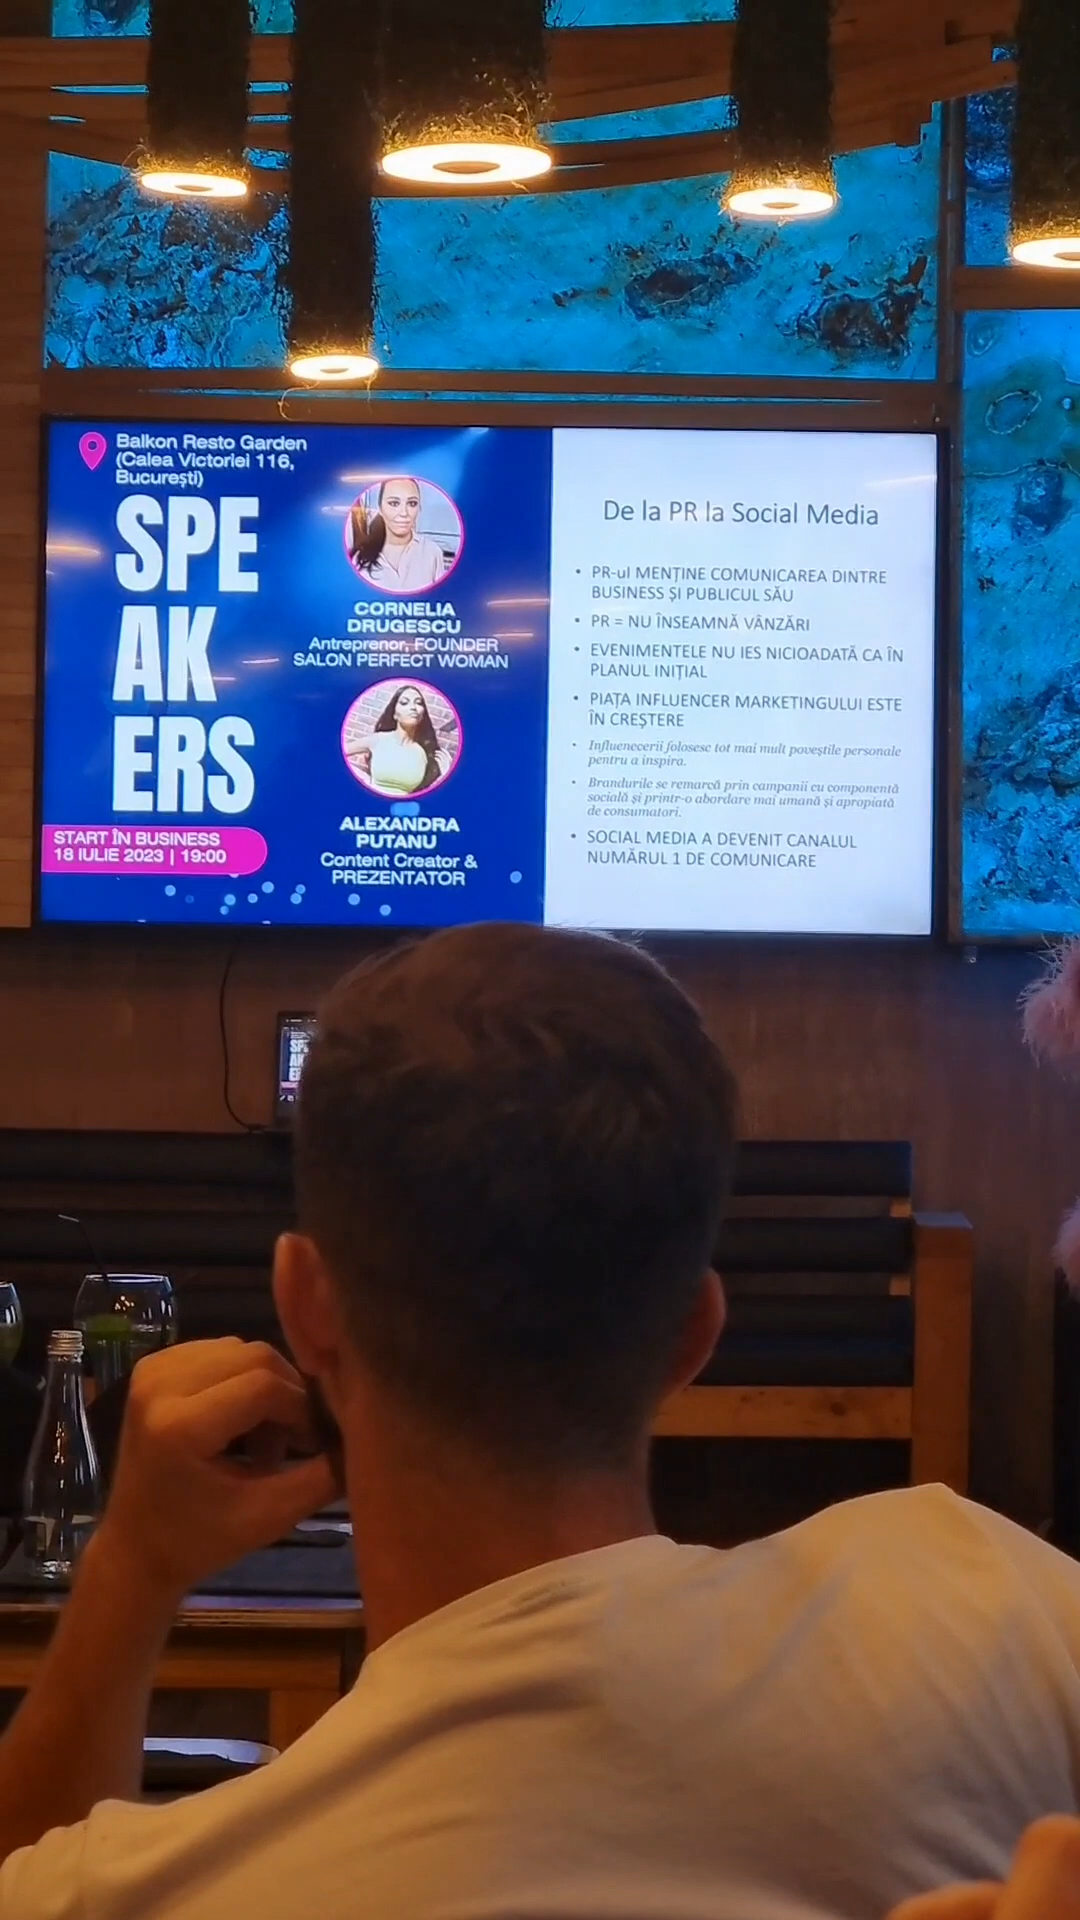 Balkon Resto Garden
(Calea Victoriei 116,
București)
SPE
AK
ERS
START ÎN BUSINESS
18 IULIE 2023 | 19:00
CORNELIA
DRUGESCU
Antreprenor, FOUNDER
SALON PERFECT WOMAN
ALEXANDRA
PUTANU
Content Creator &
PREZENTATOR
De la PR la Social Media
• PR-ul MENȚINE COMUNICAREA DINTRE
BUSINESS ȘI PUBLICUL SĂU
• PR = NU ÎNSEAMNĂ VÂNZĂRI
• EVENIMENTELE NU IES NICIOADATĂ CA ÎN
PLANUL INIȚIAL
• PIAȚA INFLUENCER MARKETINGULUI ESTE
ÎN CREȘTERE
• Influenecerii folosesc tot mai mult poveștile personale
pentru a inspira.
• Brandurile se remarcă prin campanii cu componentă
socială și printr-o abordare mai umană și apropiată
de consumatori.
• SOCIAL MEDIA A DEVENIT CANALUL
NUMĂRUL 1 DE COMUNICARE
SPE
AK